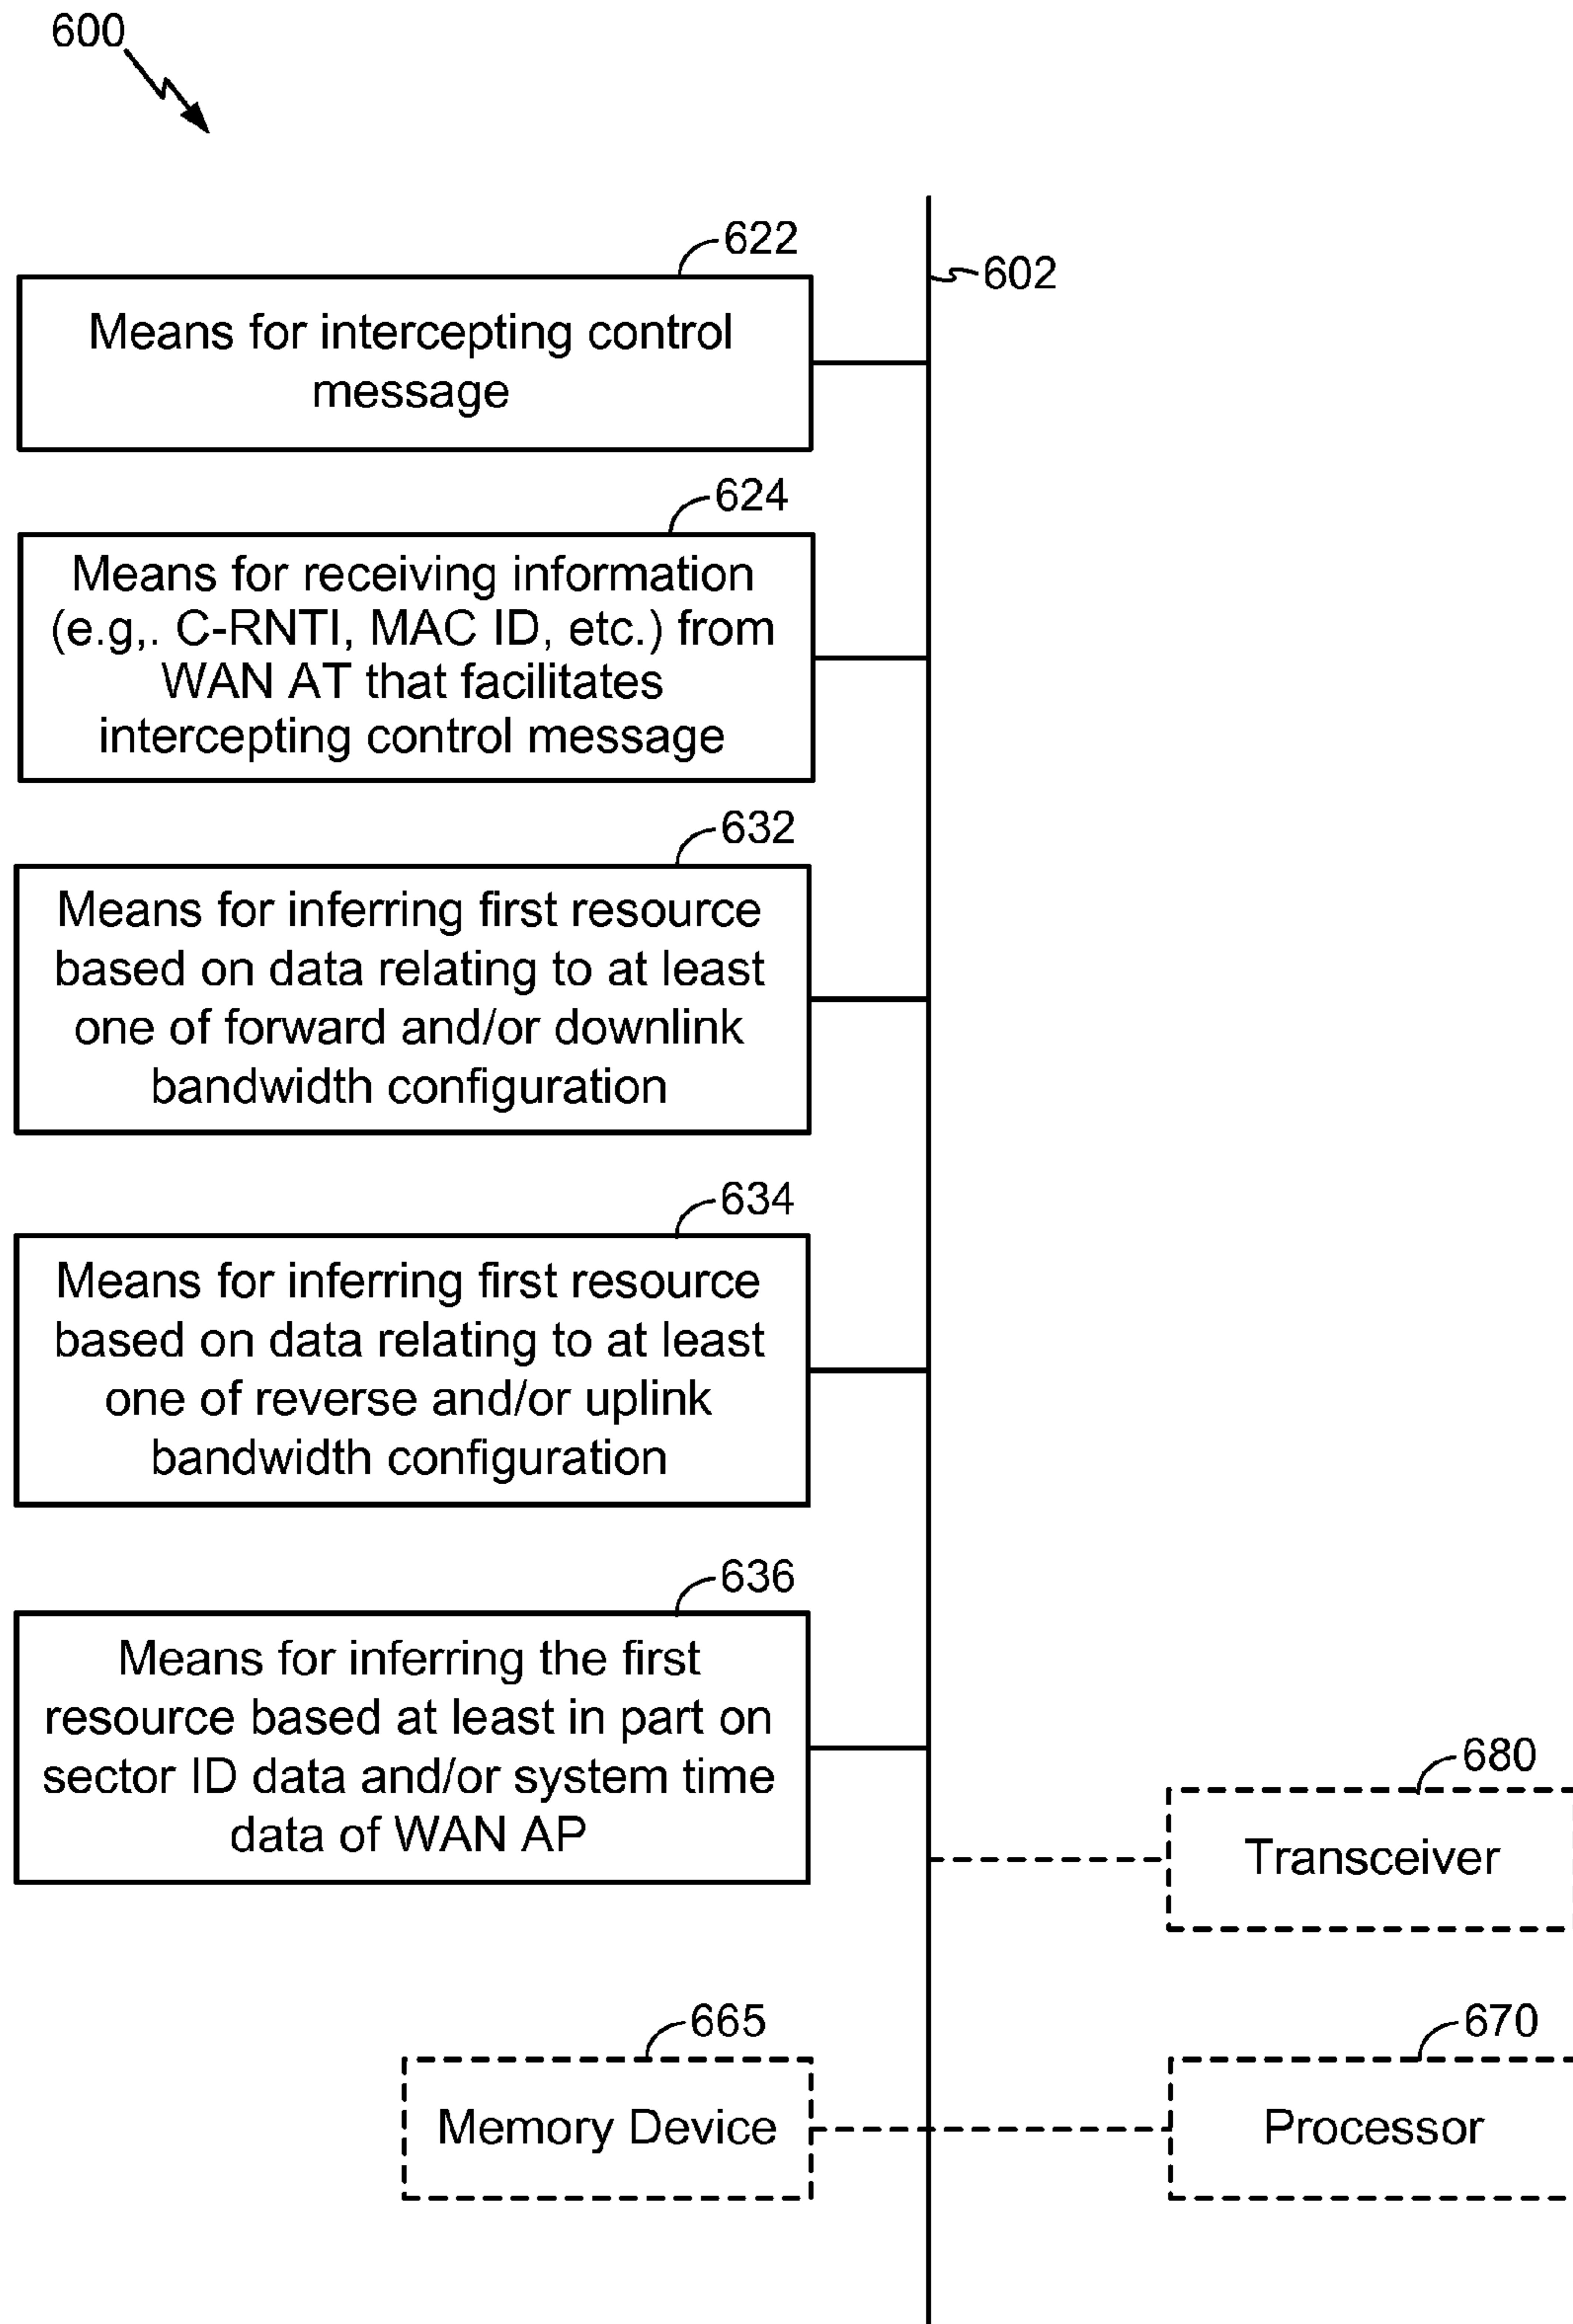 600
622
602
Means for intercepting control
message
624
Means for receiving information
(e.g,. C-RNTI, MAC ID, etc.) from
WAN AT that facilitates
intercepting control message
632
Means for inferring first resource
based on data relating to at least
one of forward and/or downlink
bandwidth configuration
634
Means for inferring first resource
based on data relating to at least
one of reverse and/or uplink
bandwidth configuration
636
Means for inferring the first
resource based at least in part on
sector ID data and/or system time
data of WAN AP
680
Transceiver
665
Memory Device
670
Processor